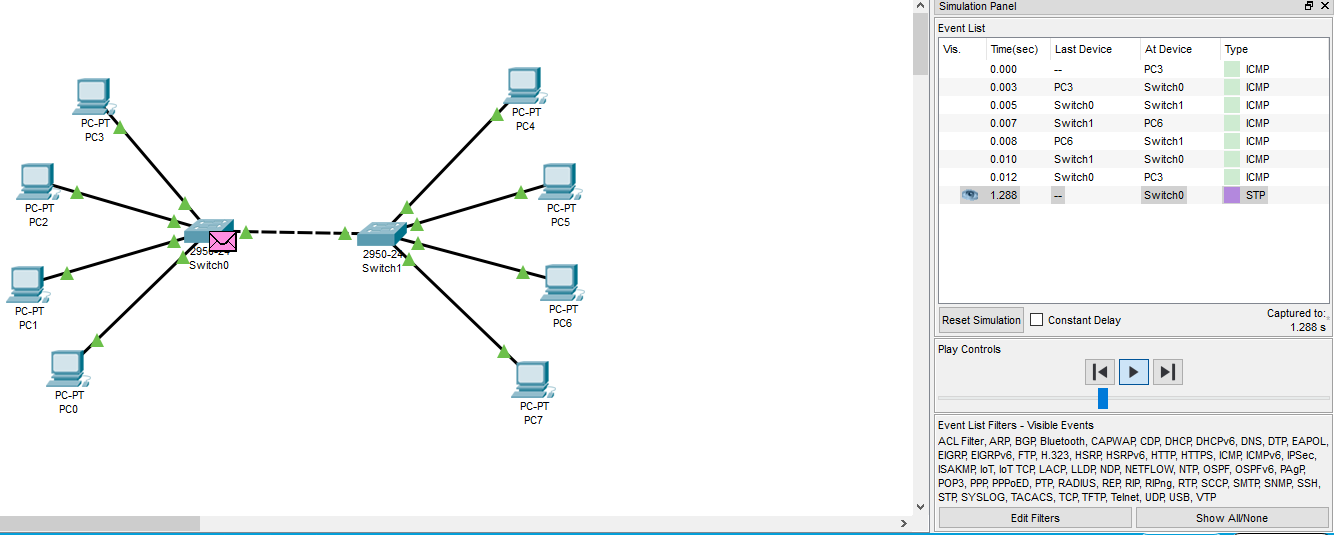 PC-PT
PC3
PC-PT
PC2
PC-PT
PC1
PC-PT
PC0
2950-24
Switch0
2950-24
Switch1
PC-PT
PC4
PC-PT
PC5
PC-PT
PC6
PC-PT
PC7
Simulation Panel
Event List
Vis. Time(sec) Last Device At Device Type
0.000 -- PC3 ICMP
0.003 PC3 Switch0 ICMP
0.005 Switch0 Switch1 ICMP
0.007 Switch1 PC6 ICMP
0.008 PC6 Switch1 ICMP
0.010 Switch1 Switch0 ICMP
0.012 Switch0 PC3 ICMP
1.288 -- Switch0 STP
Reset Simulation Constant Delay Captured to:
1.288 s
Play Controls
Event List Filters - Visible Events
ACL Filter, ARP, BGP, Bluetooth, CAPWAP, CDP, DHCP, DHCPv6, DNS, DTP, EAPOL,
EIGRP, EIGRPv6, FTP, H.323, HSRP, HSRPv6, HTTP, HTTPS, ICMP, ICMPv6, IPSec,
ISAKMP, IoT, IoT TCP, LACP, LLDP, NDP, NETFLOW, NTP, OSPF, OSPFv6, PAgP,
POP3, PPP, PPPoED, PTP, RADIUS, REP, RIP, RIPng, RTP, SCCP, SMTP, SNMP, SSH,
STP, SYSLOG, TACACS, TCP, TFTP, Telnet, UDP, USB, VTP
Edit Filters Show All/None